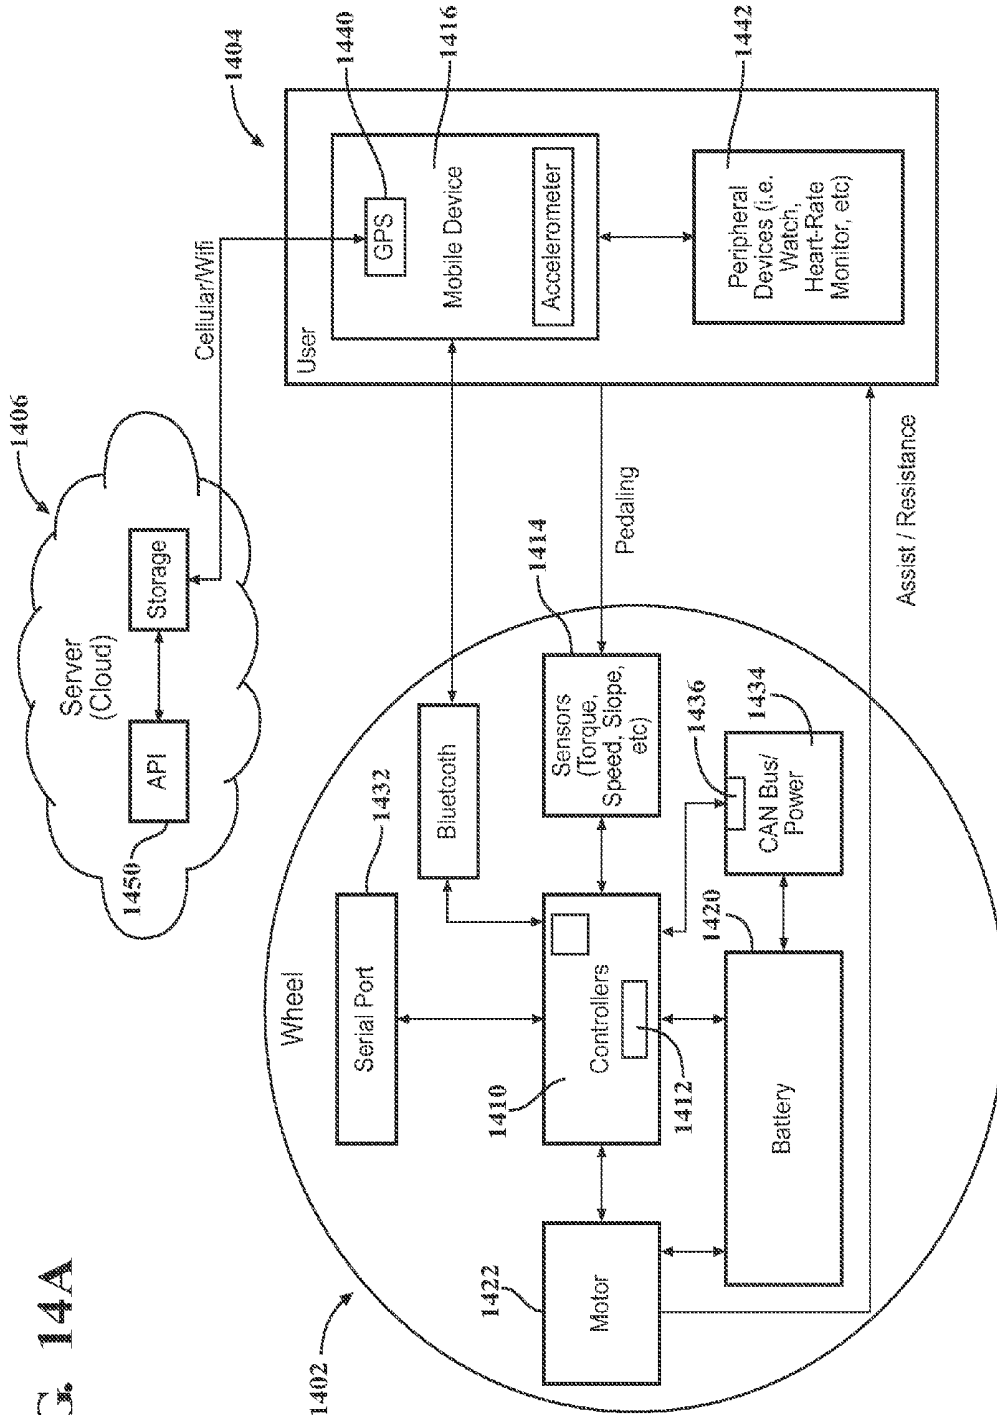 G. 14A
1402
1406
Server
(Cloud)
API
Storage
1450
Cellular/Wifi
1404
User
GPS
1440
Mobile Device
1416
Accelerometer
Peripheral
Devices (i.e.
Watch,
Heart-Rate
Monitor, etc)
1442
Wheel
Serial Port
1432
Bluetooth
Motor
1422
Controllers
1410
1412
Sensors
(Torque,
Speed, Slope,
etc)
1414
Pedaling
Battery
1420
CAN Bus/
Power
1436
1434
Assist / Resistance